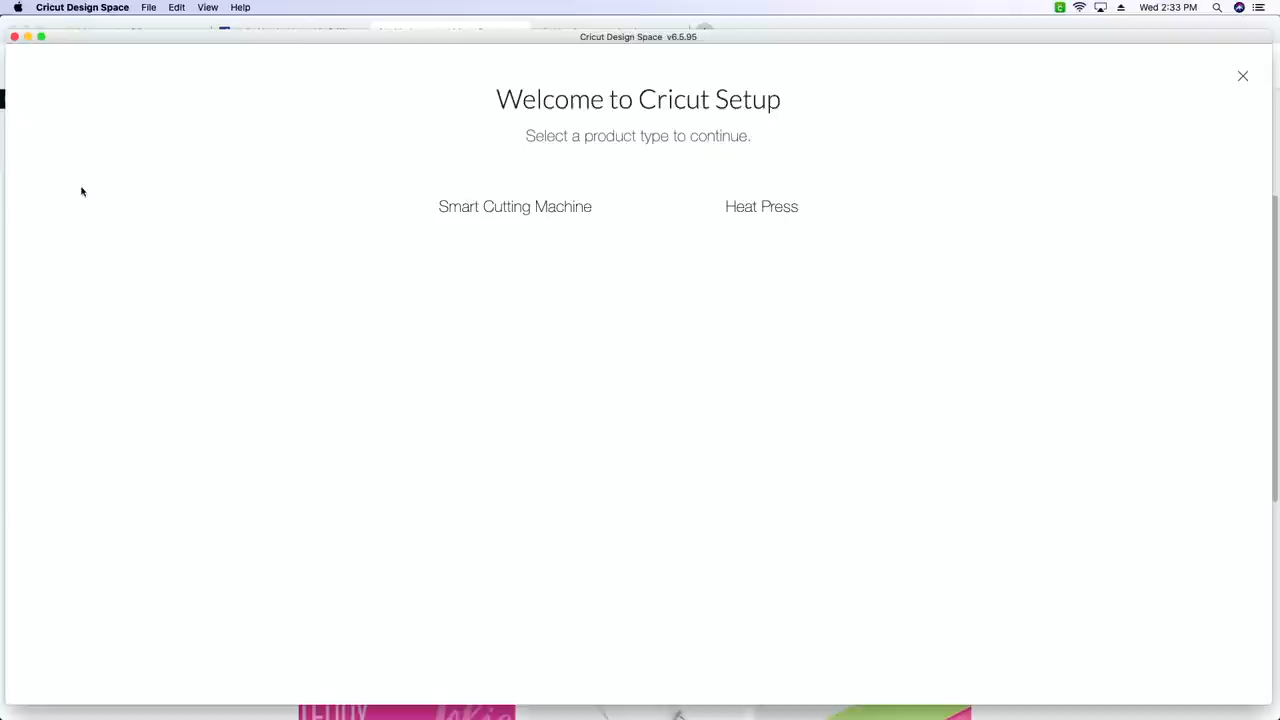 Cricut Design Space File Edit View Help Wed 2:33 PM
Cricut Design Space v6.5.95
Welcome to Cricut Setup
Select a product type to continue.
Smart Cutting Machine Heat Press